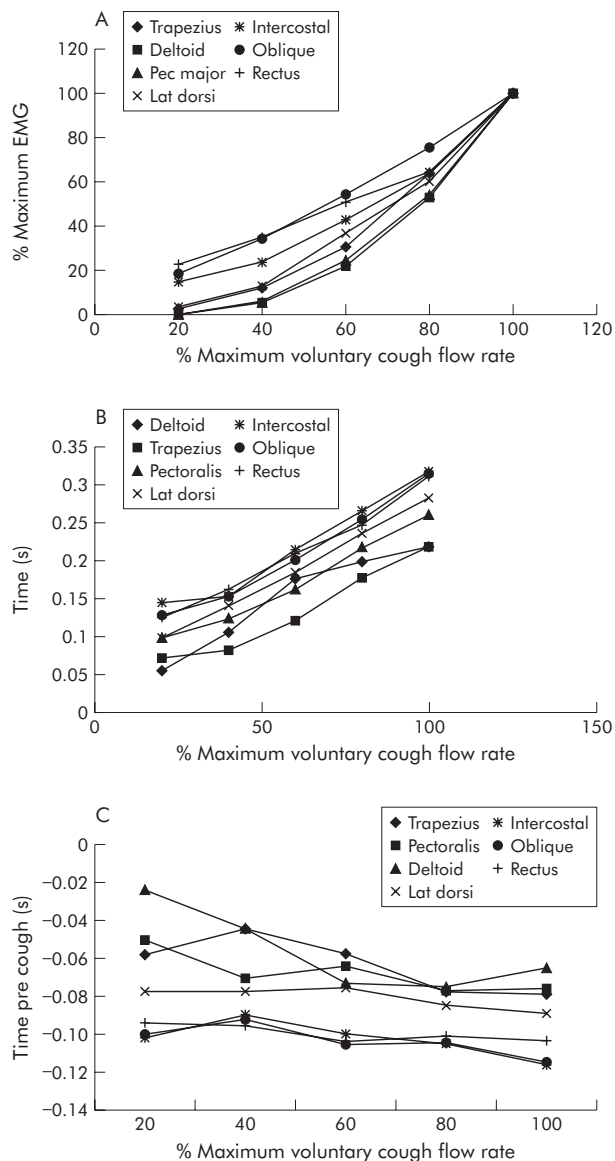 A
Trapezius Intercostal
Deltoid Oblique
Pec major Rectus
Lat dorsi
120
100
80
60
40
20
0
% Maximum EMG
0 20 40 60 80 100 120
% Maximum voluntary cough flow rate
B
Deltoid Intercostal
Trapezius Oblique
Pectoralis Rectus
Lat dorsi
0.35
0.3
0.25
0.2
0.15
0.1
0.05
0
Time (s)
0 50 100 150
% Maximum voluntary cough flow rate
C
Trapezius Intercostal
Pectoralis Oblique
Deltoid Rectus
Lat dorsi
0
−0.02
−0.04
−0.06
−0.08
−0.10
−0.12
−0.14
Time pre cough (s)
20 40 60 80 100
% Maximum voluntary cough flow rate